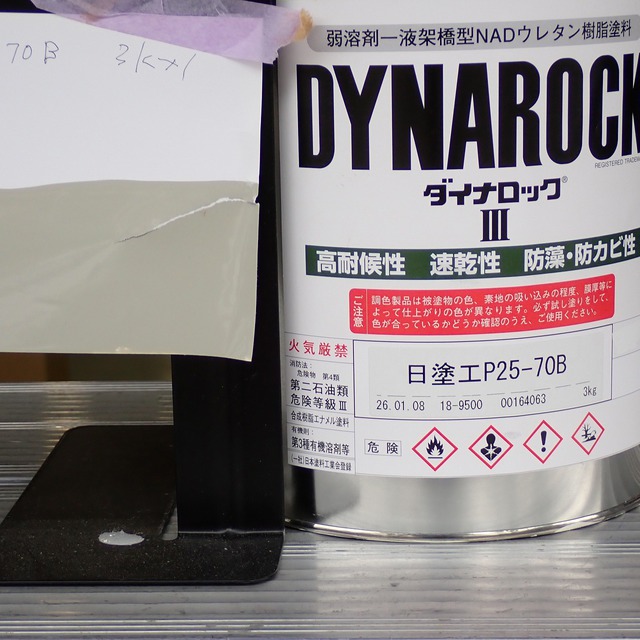 70B 3k×1
弱溶剤一液架橋型NADウレタン樹脂塗料
DYNAROCK
REGISTERED TRADEMA
ダイナロック®
III
高耐候性 速乾性 防藻・防カビ性
ご注意
調色製品は被塗物の色、素地の吸い込みの程度、膜厚等に
よって仕上がりの色が異なります。必ず試し塗りをして、
色が合っているかどうか確認のうえ、ご使用ください。
火気厳禁
消防法：
危険物 第4類
第二石油類
危険等級Ⅲ
合成樹脂エナメル塗料
有機則：
第3種有機溶剤等
(一社)日本塗料工業会登録
日塗工P25-70B
3kg
26.01.08 18-9500 00164063
危険